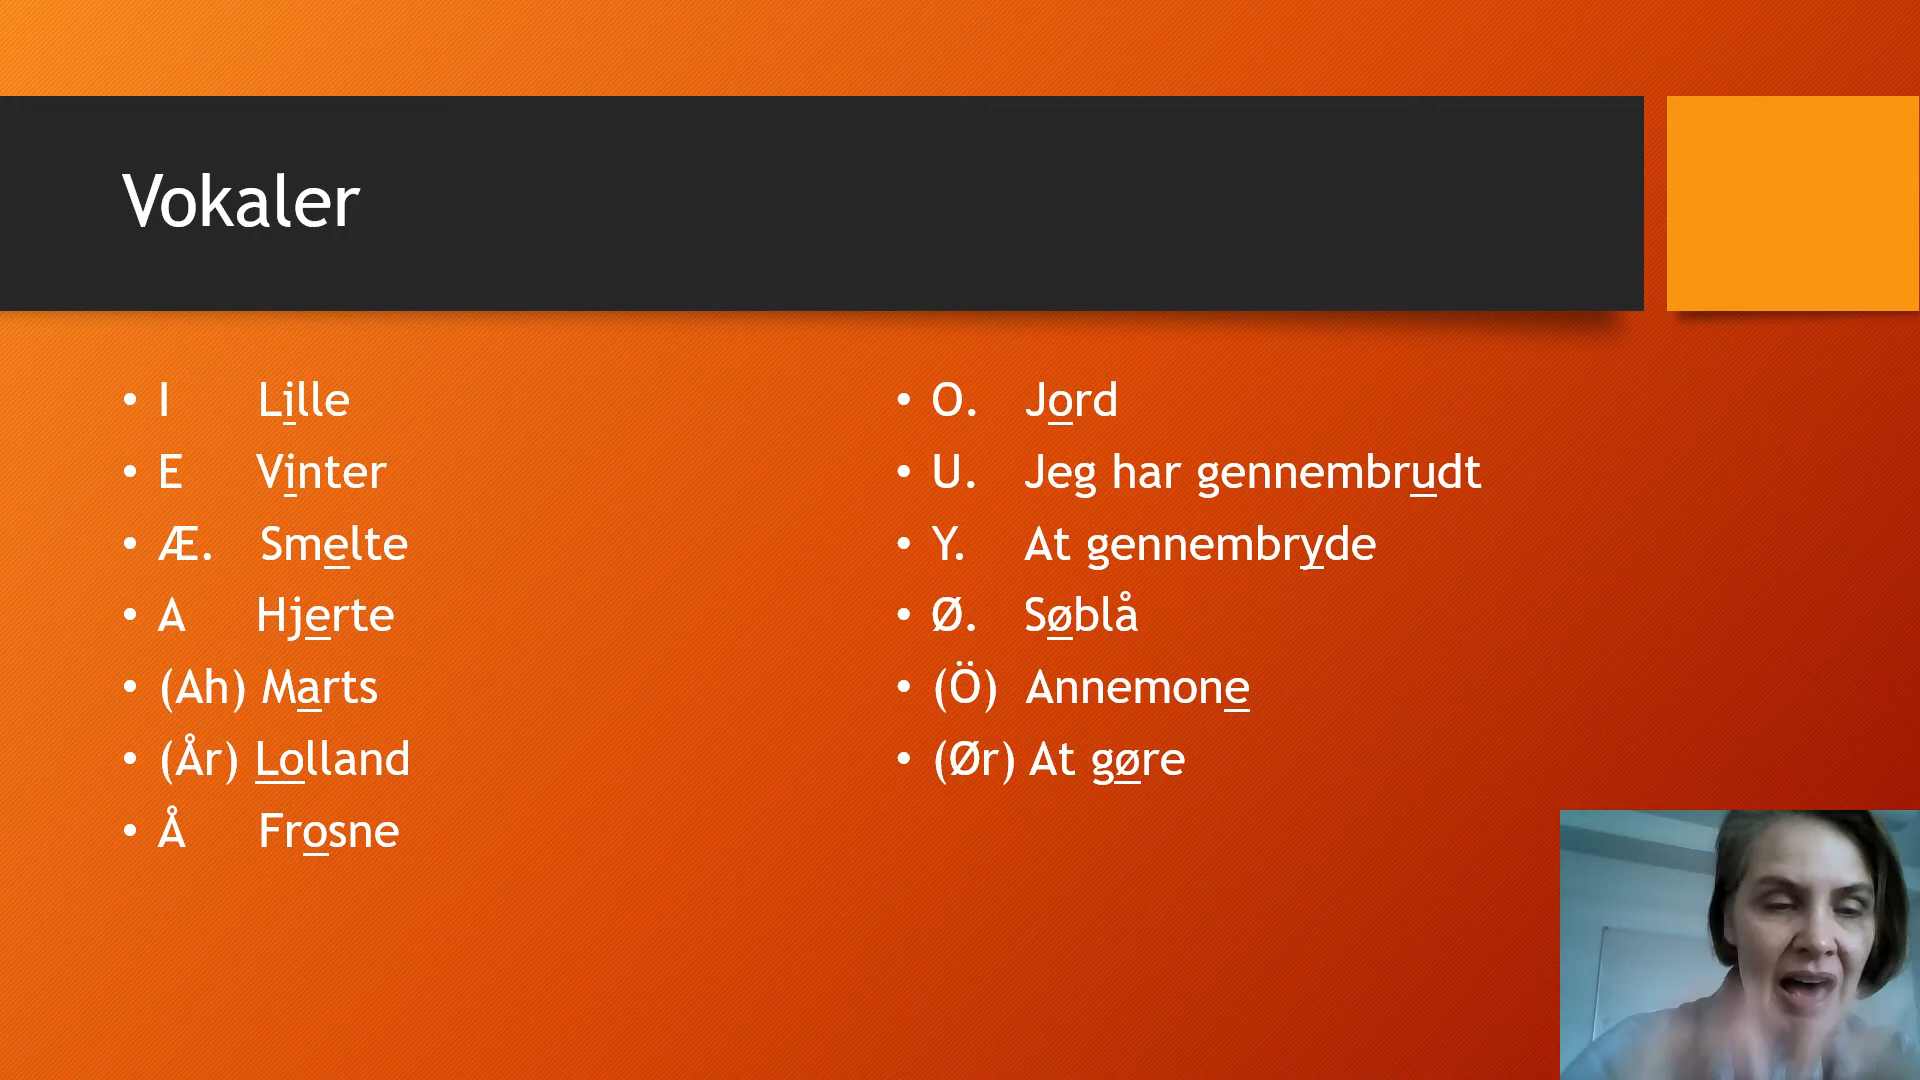 Vokaler
• I Lille
• E Vinter
• Æ. Smelte
• A Hjerte
• (Ah) Marts
• (År) Lolland
• Å Frosne
• O. Jord
• U. Jeg har gennembrudt
• Y. At gennembryde
• Ø. Søblå
• (Ö) Annemone
• (Ør) At gøre